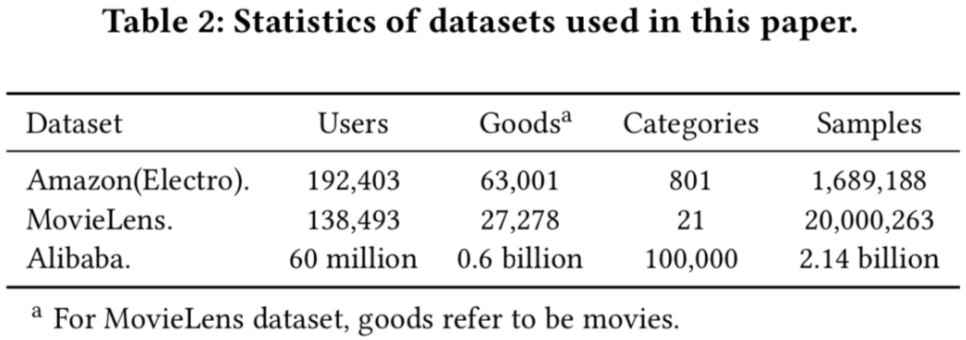 Table 2: Statistics of datasets used in this paper.
Dataset Users Goodsᵃ Categories Samples
Amazon(Electro). 192,403 63,001 801 1,689,188
MovieLens. 138,493 27,278 21 20,000,263
Alibaba. 60 million 0.6 billion 100,000 2.14 billion
ᵃ For MovieLens dataset, goods refer to be movies.